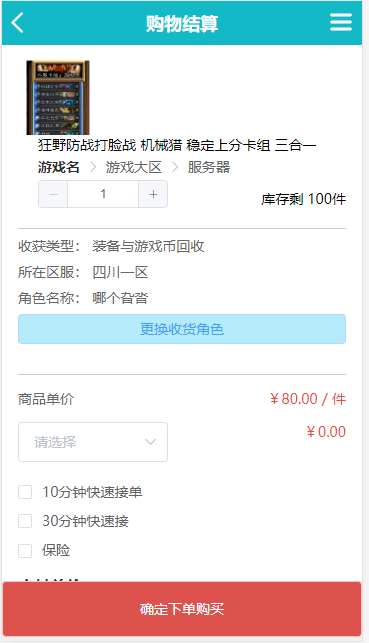 购物结算
狂野防战打脸战 机械猎 稳定上分卡组 三合一
游戏名 > 游戏大区 > 服务器
− 1 +
库存剩 100件
收获类型： 装备与游戏币回收
所在区服： 四川一区
角色名称： 哪个旮沓
更换收货角色
商品单价
￥80.00 / 件
请选择
￥0.00
10分钟快速接单
30分钟快速接
保险
确定下单购买